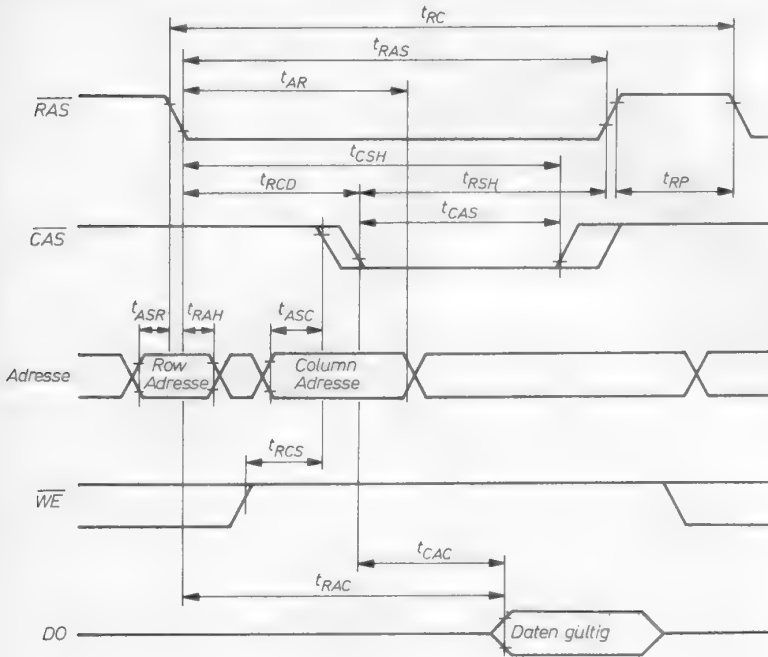 tRC
tRAS
tAR
RAS
tCSH
tRCD
tRSH
tRP
tCAS
CAS
tASR
tRAH
tASC
Adresse
Row
Adresse
Column
Adresse
tRCS
WE
tCAC
tRAC
DO
Daten gültig